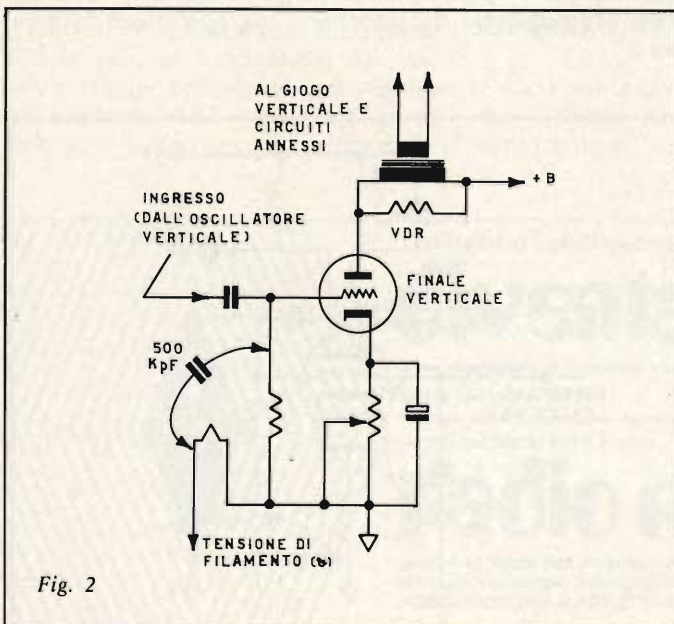 AL GIOGO
VERTICALE E
CIRCUITI
ANNESSI
+ B
INGRESSO
(DALL'OSCILLATORE
VERTICALE)
VDR
FINALE
VERTICALE
500
KpF
TENSIONE DI
FILAMENTO
Fig. 2